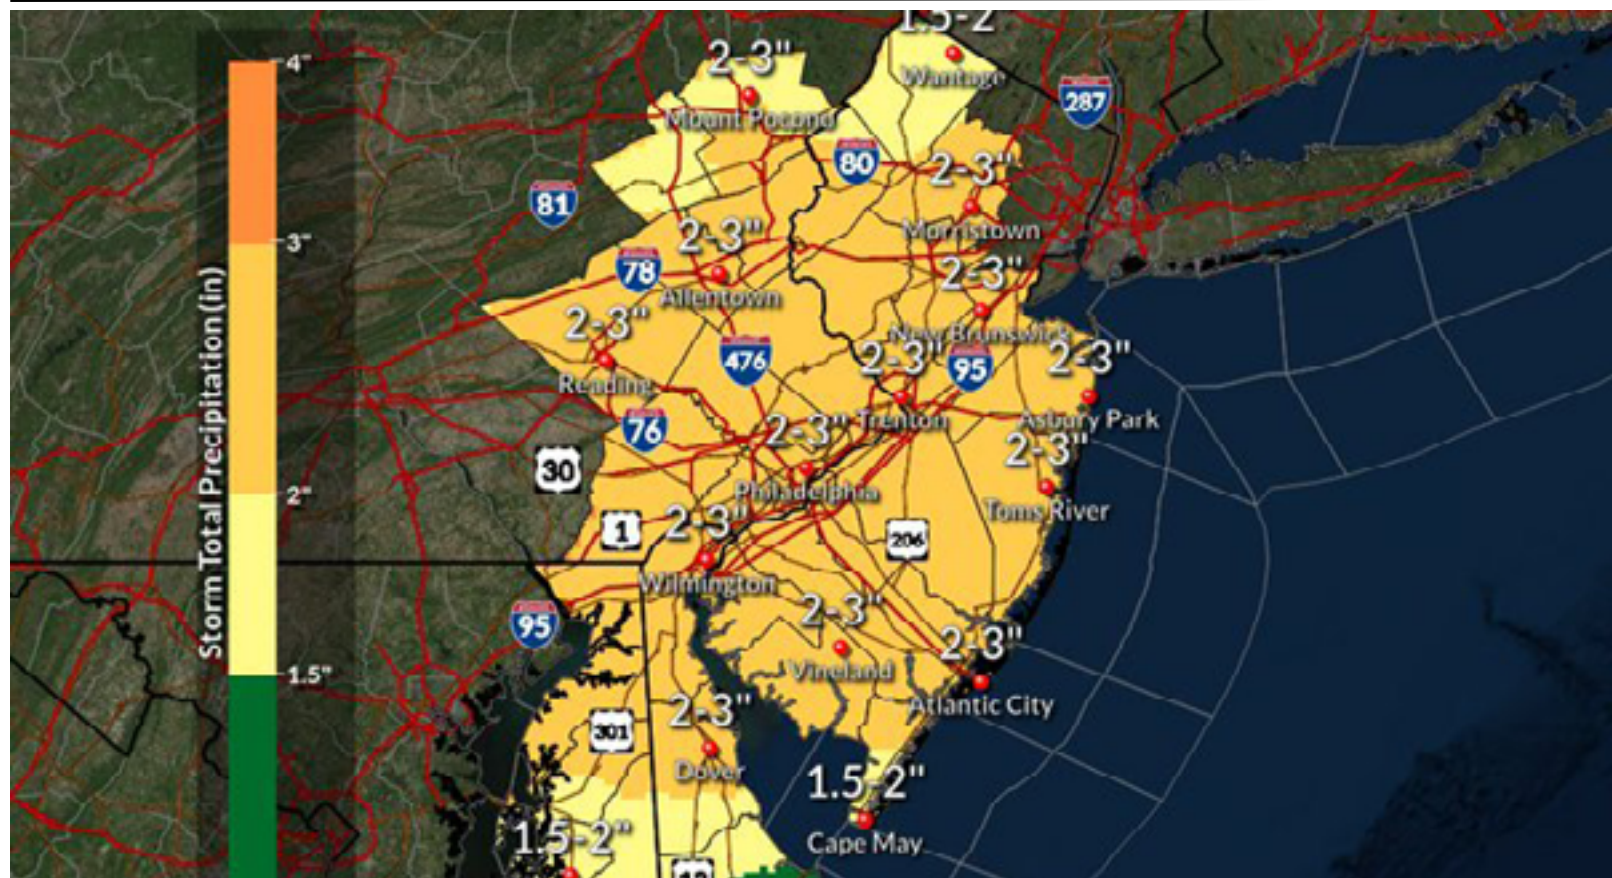 1.5-2"
Wantage
2-3"
Mount Pocono
4"
287
80
2-3"
81
Morristown
3"
2-3"
78
Allentown
2-3"
New Brunswick
2-3"
Reading
476
2-3"
95
2-3"
Trenton
Asbury Park
76
2-3"
Philadelphia
2-3"
Toms River
30
2"
1
2-3"
Wilmington
206
Storm Total Precipitation (in)
95
2-3"
Vineland
2-3"
Atlantic City
1.5"
301
2-3"
Dover
1.5-2"
Cape May
1.5-2"